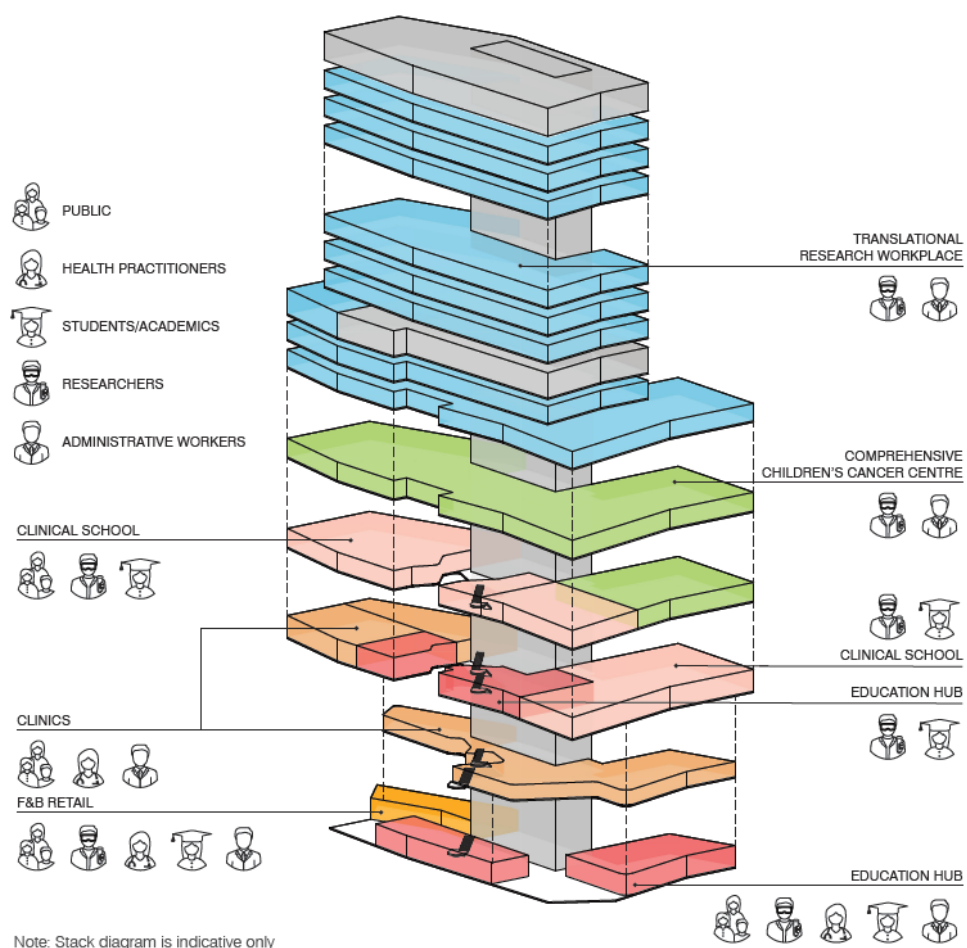 PUBLIC
HEALTH PRACTITIONERS
STUDENTS/ACADEMICS
RESEARCHERS
ADMINISTRATIVE WORKERS
TRANSLATIONAL
RESEARCH WORKPLACE
COMPREHENSIVE
CHILDREN'S CANCER CENTRE
CLINICAL SCHOOL
CLINICAL SCHOOL
EDUCATION HUB
CLINICS
F&B RETAIL
EDUCATION HUB
Note: Stack diagram is indicative only